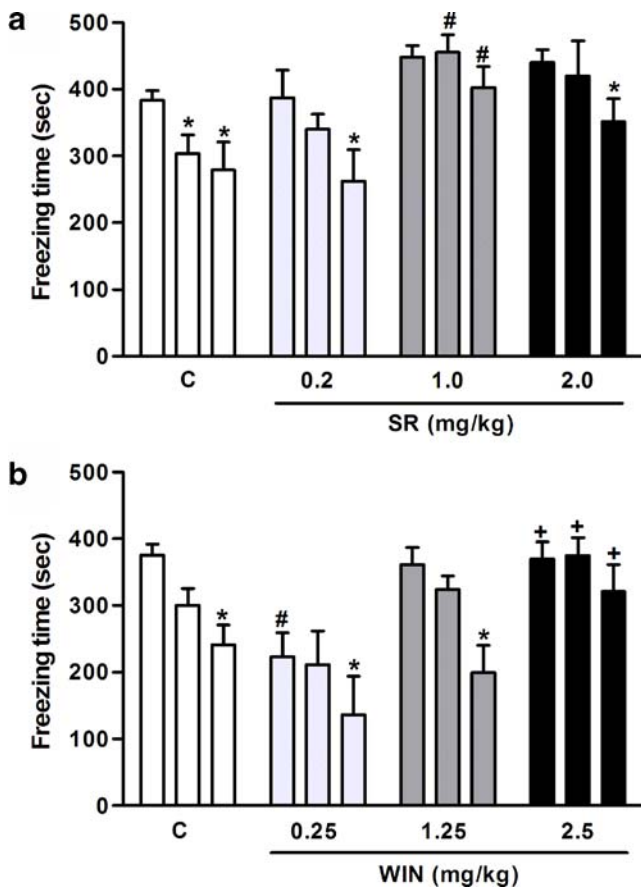 a
500
400
300
200
100
0
Freezing time (sec)
* *
*
# #
*
C 0.2 1.0 2.0
SR (mg/kg)
b
500
400
300
200
100
0
Freezing time (sec)
*
# *
*
+ + +
C 0.25 1.25 2.5
WIN (mg/kg)